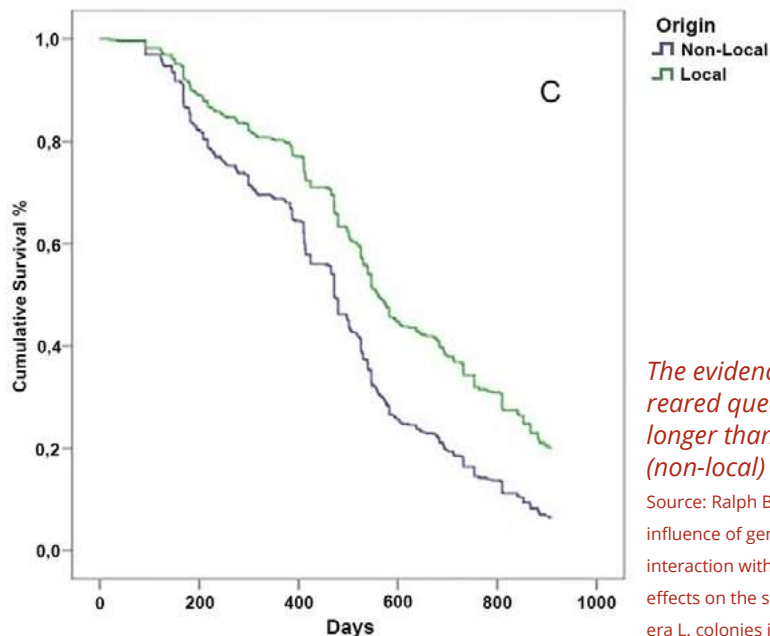 1,0
0,8
0,6
0,4
0,2
0,0
Cumulative Survival %
C
0 200 400 600 800 1000
Days
Origin
Non-Local
Local
The evidenc
reared que
longer than
(non-local)
Source: Ralph B
influence of gen
interaction with
effects on the s
era L. colonies i